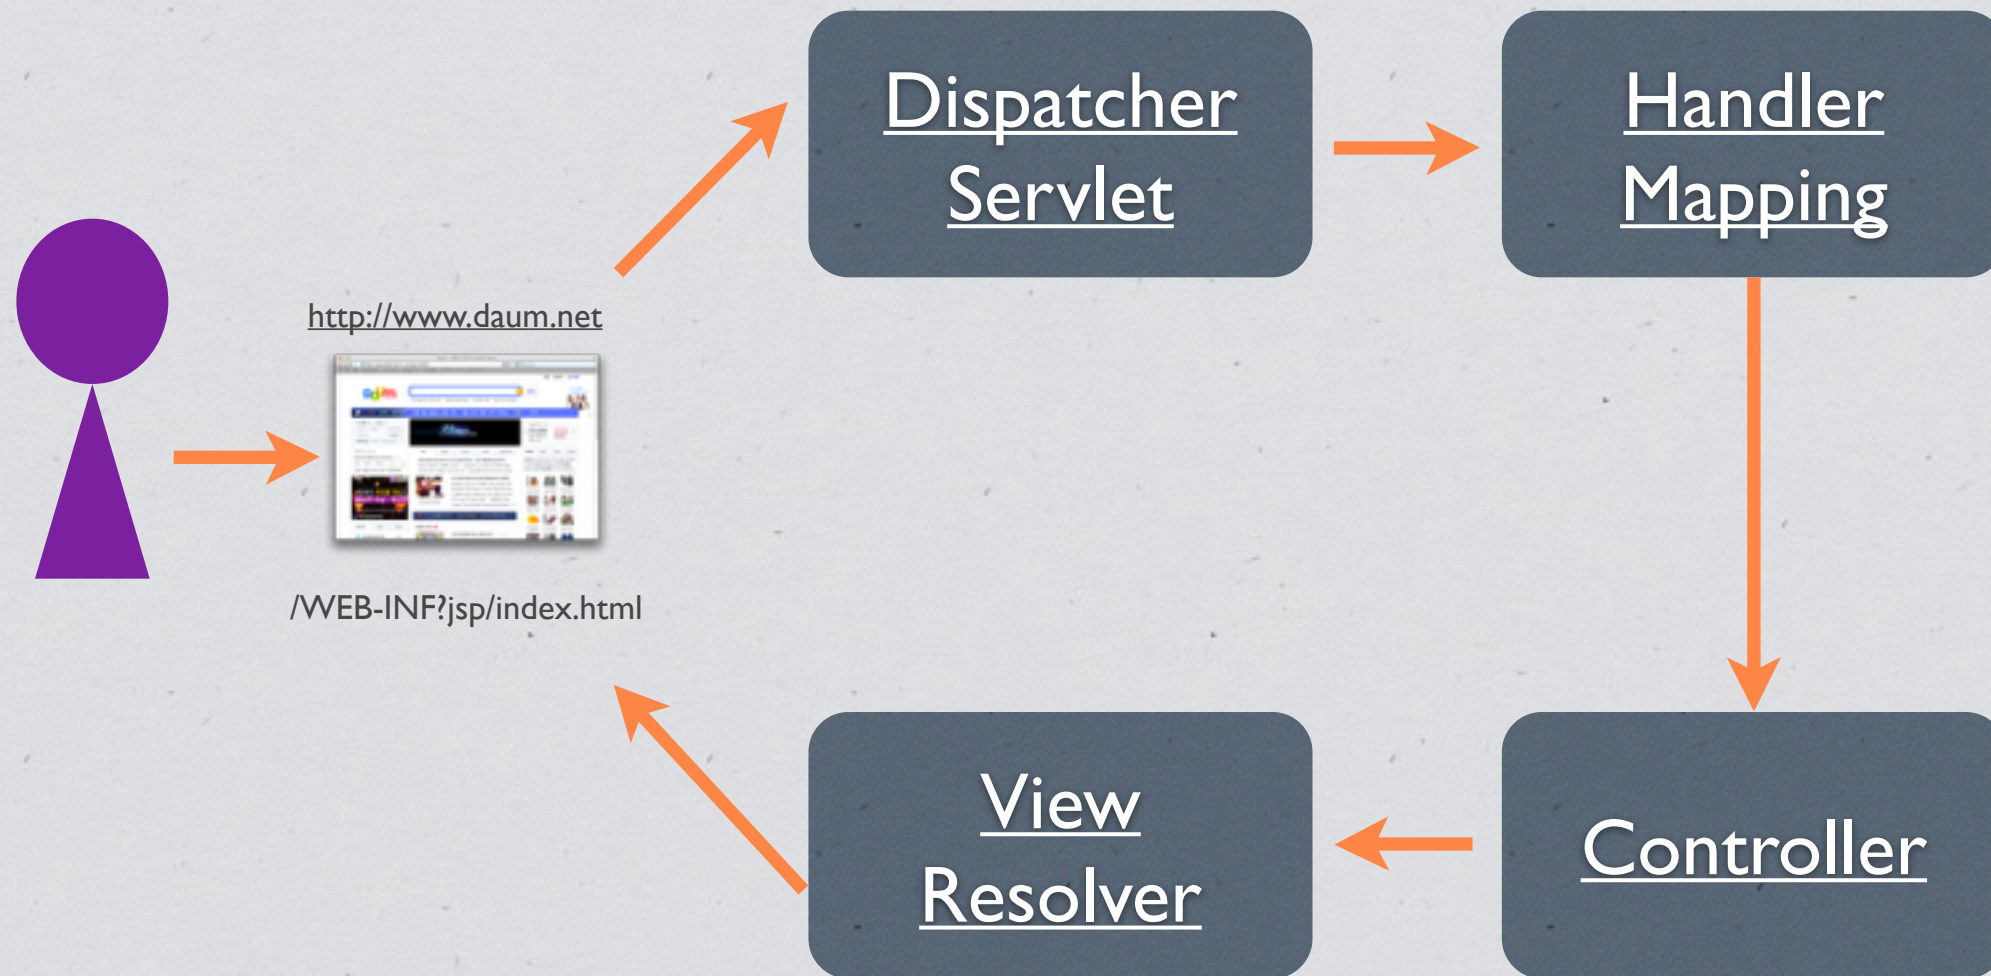 Dispatcher
Servlet
Handler
Mapping
http://www.daum.net
/WEB-INF?jsp/index.html
View
Resolver
Controller